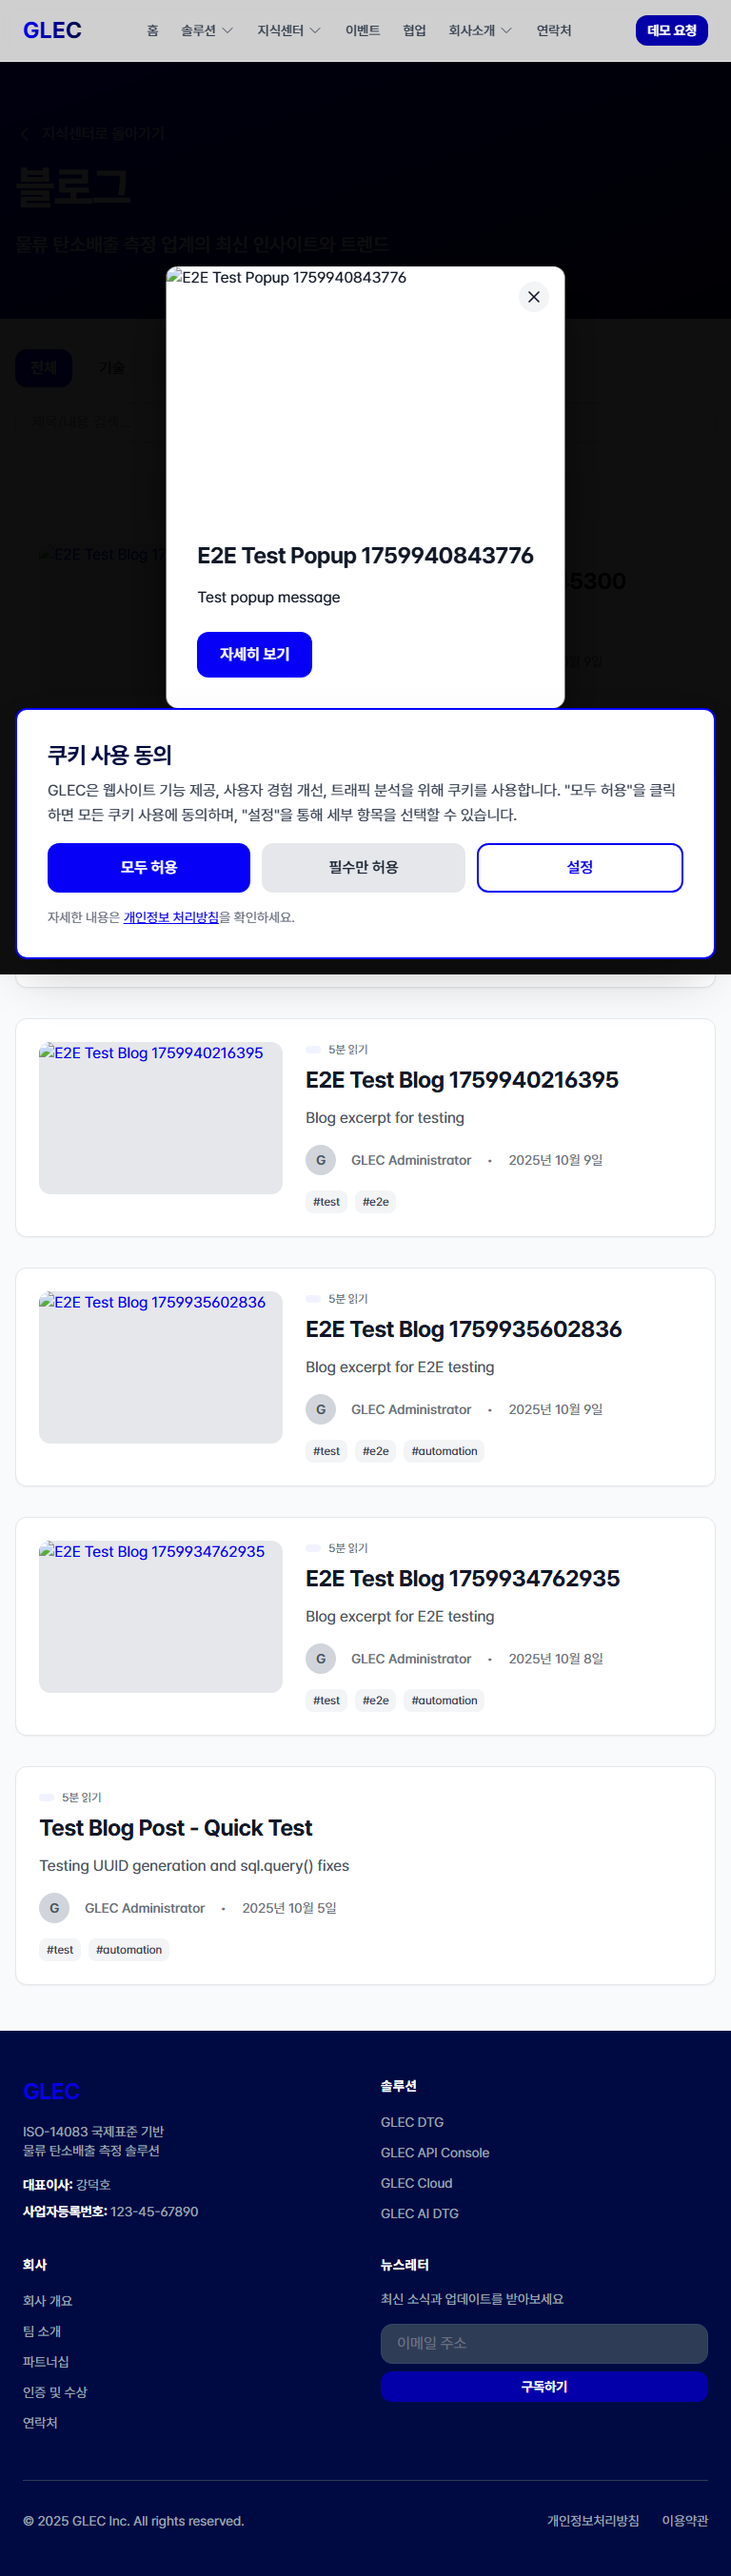 GLEC
홈
솔루션
지식센터
이벤트
협업
회사소개
연락처
데모 요청
지식센터로 돌아가기
블로그
물류 탄소배출 측정 업계의 최신 인사이트와 트렌드
전체
기술
E2E Test Popup 1759940843776
E2E Test Blog 17
5300
9일
E2E Test Popup 1759940843776
Test popup message
자세히 보기
쿠키 사용 동의
GLEC은 웹사이트 기능 제공, 사용자 경험 개선, 트래픽 분석을 위해 쿠키를 사용합니다. "모두 허용"을 클릭
하면 모든 쿠키 사용에 동의하며, "설정"을 통해 세부 항목을 선택할 수 있습니다.
모두 허용
필수만 허용
설정
자세한 내용은 개인정보 처리방침을 확인하세요.
E2E Test Blog 1759940216395
5분 읽기
E2E Test Blog 1759940216395
Blog excerpt for testing
G
GLEC Administrator
•
2025년 10월 9일
#test
#e2e
E2E Test Blog 1759935602836
5분 읽기
E2E Test Blog 1759935602836
Blog excerpt for E2E testing
G
GLEC Administrator
•
2025년 10월 9일
#test
#e2e
#automation
E2E Test Blog 1759934762935
5분 읽기
E2E Test Blog 1759934762935
Blog excerpt for E2E testing
G
GLEC Administrator
•
2025년 10월 8일
#test
#e2e
#automation
5분 읽기
Test Blog Post - Quick Test
Testing UUID generation and sql.query() fixes
G
GLEC Administrator
•
2025년 10월 5일
#test
#automation
GLEC
ISO-14083 국제표준 기반
물류 탄소배출 측정 솔루션
대표이사: 강덕호
사업자등록번호: 123-45-67890
솔루션
GLEC DTG
GLEC API Console
GLEC Cloud
GLEC AI DTG
회사
회사 개요
팀 소개
파트너십
인증 및 수상
연락처
뉴스레터
최신 소식과 업데이트를 받아보세요
이메일 주소
구독하기
© 2025 GLEC Inc. All rights reserved.
개인정보처리방침
이용약관